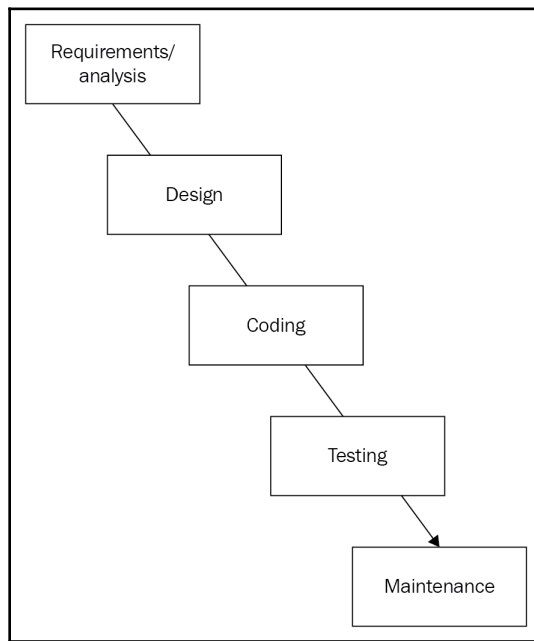 Requirements/
analysis
Design
Coding
Testing
Maintenance